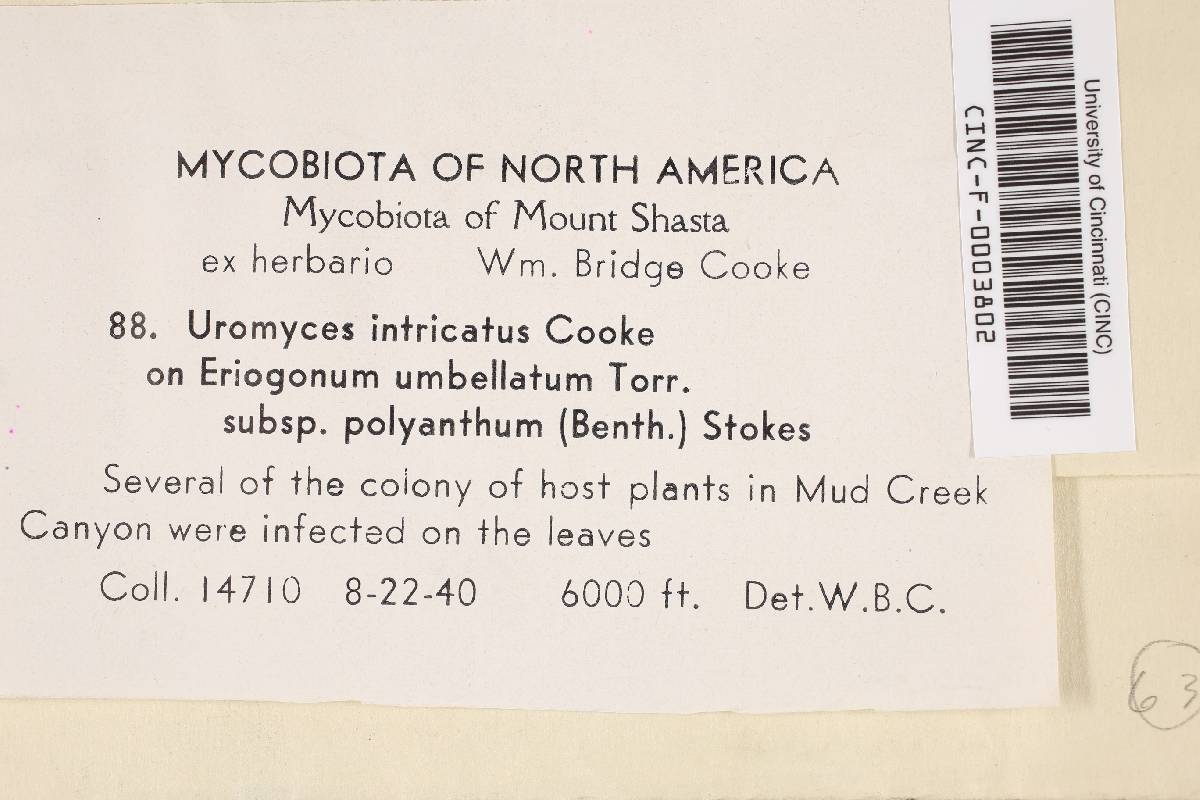 MYCOBIOTA OF NORTH AMERICA
Mycobiota of Mount Shasta
ex herbario Wm. Bridge Cooke
88. Uromyces intricatus Cooke
on Eriogonum umbellatum Torr.
subsp. polyanthum (Benth.) Stokes
Several of the colony of host plants in Mud Creek
Canyon were infected on the leaves
Coll. 14710 8-22-40 6000 ft. Det.W.B.C.
University of Cincinnati (CINC)
CINC-F-0003802
63